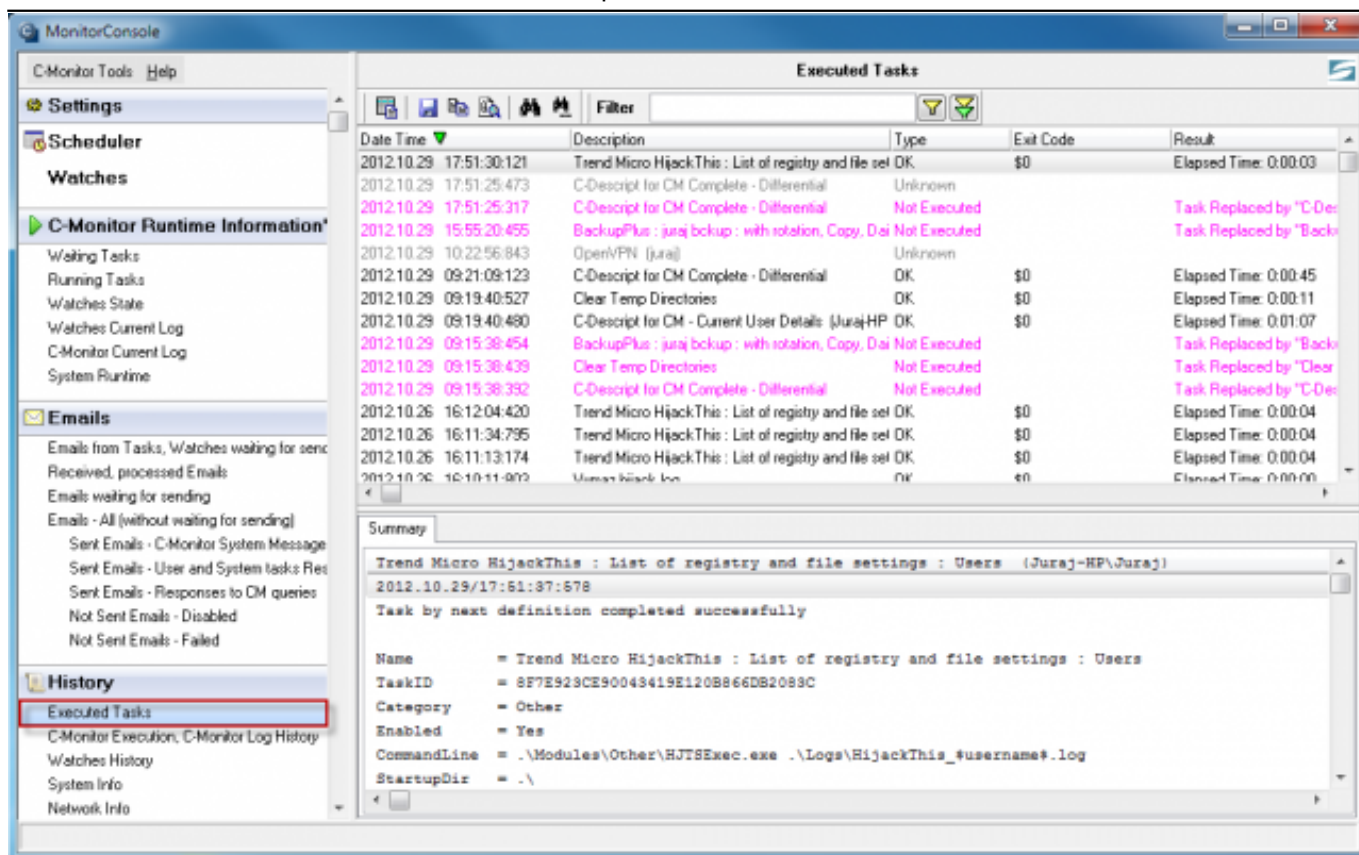 MonitorConsole
C-Monitor Tools Help
Executed Tasks
Settings
Scheduler
Watches
C-Monitor Runtime Information"
Waiting Tasks
Running Tasks
Watches State
Watches Current Log
C-Monitor Current Log
System Runtime
Emails
Emails from Tasks, Watches waiting for send
Received, processed Emails
Emails waiting for sending
Emails - All (without waiting for sending)
Sent Emails - C-Monitor System Message
Sent Emails - User and System tasks Res
Sent Emails - Responses to CM queries
Not Sent Emails - Disabled
Not Sent Emails - Failed
History
Executed Tasks
C-Monitor Execution, C-Monitor Log History
Watches History
System Info
Network Info
Filter
Date Time Description Type Exit Code Result
2012.10.29 17:51:30:121 Trend Micro HijackThis : List of registry and file set OK $0 Elapsed Time: 0:00:03
2012.10.29 17:51:25:473 C-Descript for CM Complete - Differential Unknown
2012.10.29 17:51:25:317 C-Descript for CM Complete - Differential Not Executed Task Replaced by "C-Des
2012.10.29 15:55:20:455 BackupPlus : juraj bckup : with rotation, Copy, Dai Not Executed Task Replaced by "Back
2012.10.29 10:22:56:843 OpenVPN (juraj) Unknown
2012.10.29 09:21:09:123 C-Descript for CM Complete - Differential OK $0 Elapsed Time: 0:00:45
2012.10.29 09:19:40:527 Clear Temp Directories OK $0 Elapsed Time: 0:00:11
2012.10.29 09:19:40:480 C-Descript for CM - Current User Details (Juraj-HP OK $0 Elapsed Time: 0:01:07
2012.10.29 09:15:38:454 BackupPlus : juraj bckup : with rotation, Copy, Dai Not Executed Task Replaced by "Back
2012.10.29 09:15:38:439 Clear Temp Directories Not Executed Task Replaced by "Clear
2012.10.29 09:15:38:392 C-Descript for CM Complete - Differential Not Executed Task Replaced by "C-Des
2012.10.26 16:12:04:420 Trend Micro HijackThis : List of registry and file set OK $0 Elapsed Time: 0:00:04
2012.10.26 16:11:34:795 Trend Micro HijackThis : List of registry and file set OK $0 Elapsed Time: 0:00:04
2012.10.26 16:11:13:174 Trend Micro HijackThis : List of registry and file set OK $0 Elapsed Time: 0:00:04
2012.10.26 16:10:11:903 Vymaz hijack log OK $0 Elapsed Time: 0:00:00
Summary
Trend Micro HijackThis : List of registry and file settings : Users (Juraj-HP\Juraj)
2012.10.29/17:51:37:578
Task by next definition completed successfully
Name = Trend Micro HijackThis : List of registry and file settings : Users
TaskID = 8F7E923CE90043419E120B866DB2083C
Category = Other
Enabled = Yes
CommandLine = .\Modules\Other\HJTSExec.exe .\Logs\HijackThis_#username#.log
StartupDir = .\